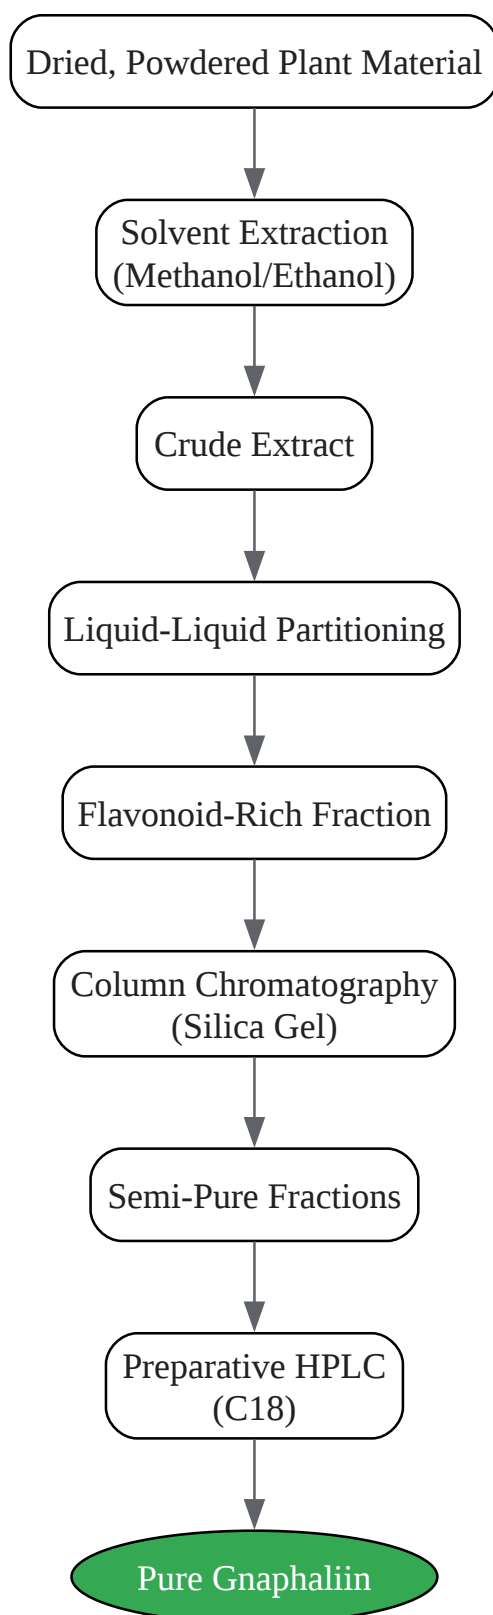 Dried, Powdered Plant Material
Solvent Extraction
(Methanol/Ethanol)
Crude Extract
Liquid-Liquid Partitioning
Flavonoid-Rich Fraction
Column Chromatography
(Silica Gel)
Semi-Pure Fractions
Preparative HPLC
(C18)
Pure Gnaphaliin